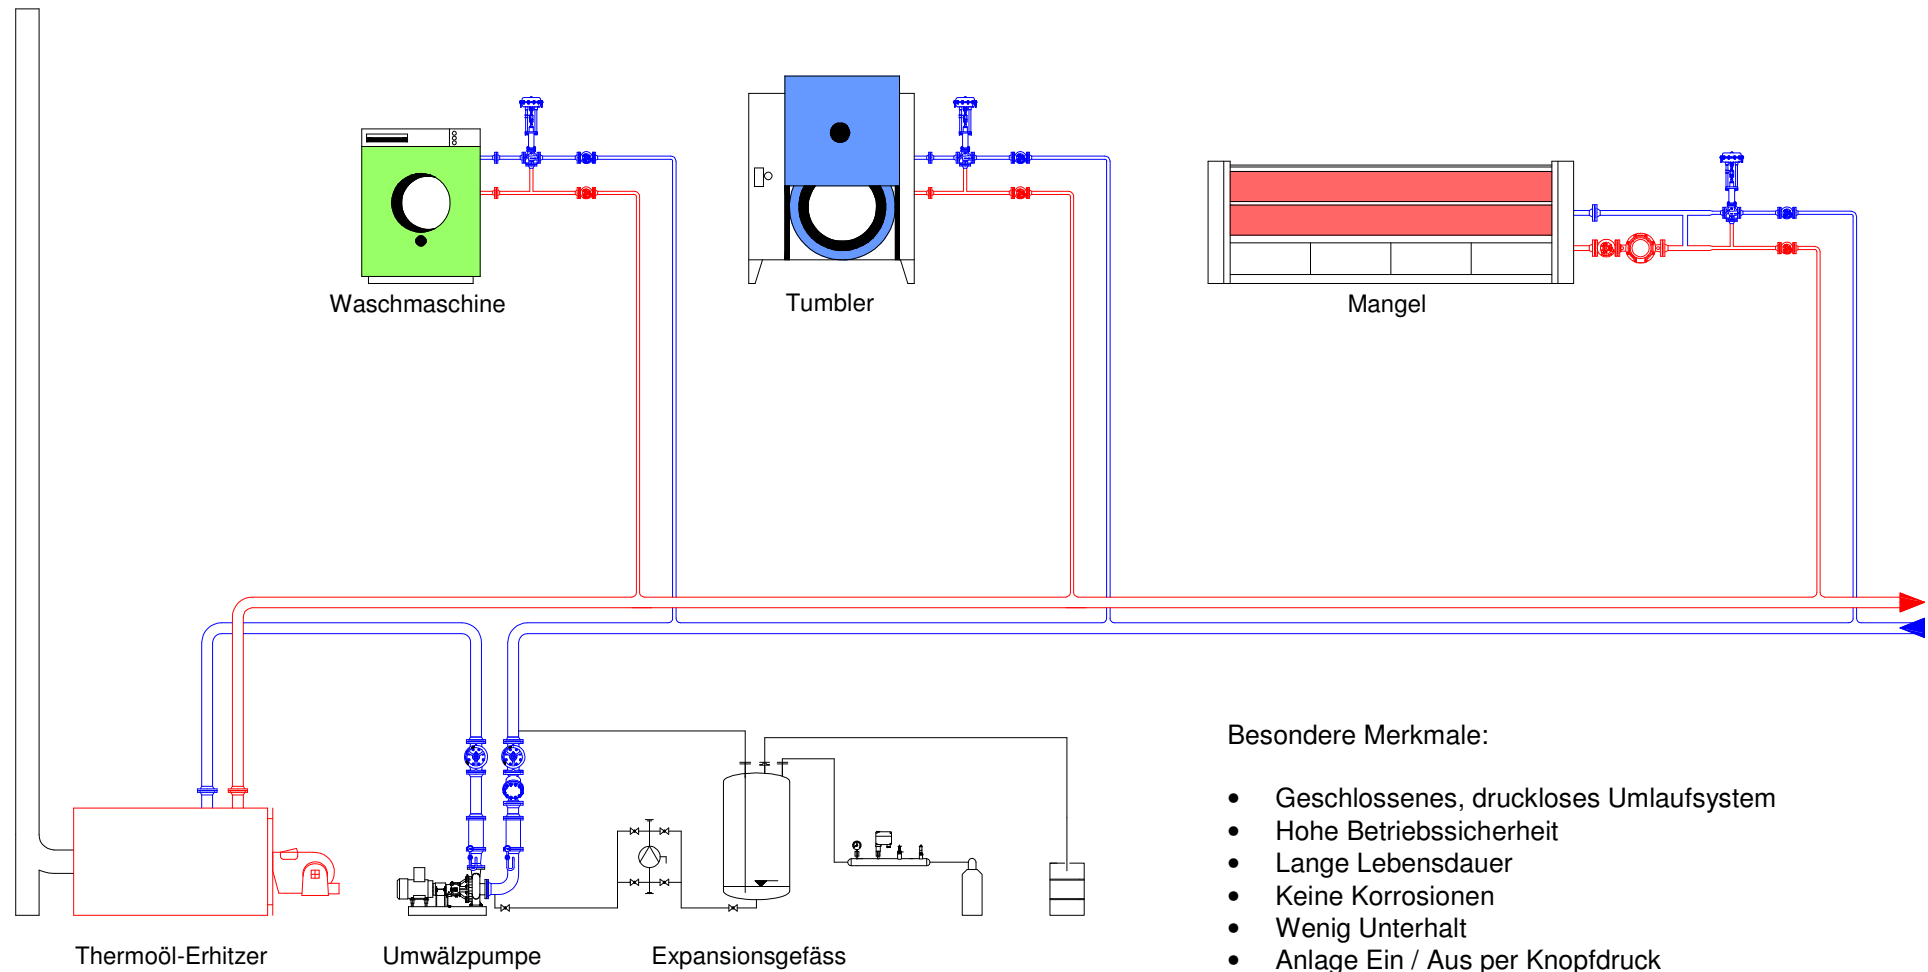 Waschmaschine
Tumbler
Mangel
Besondere Merkmale:
• Geschlossenes, druckloses Umlaufsystem
• Hohe Betriebssicherheit
• Lange Lebensdauer
• Keine Korrosionen
• Wenig Unterhalt
• Anlage Ein / Aus per Knopfdruck
Thermoöl-Erhitzer
Umwälzpumpe
Expansionsgefäss